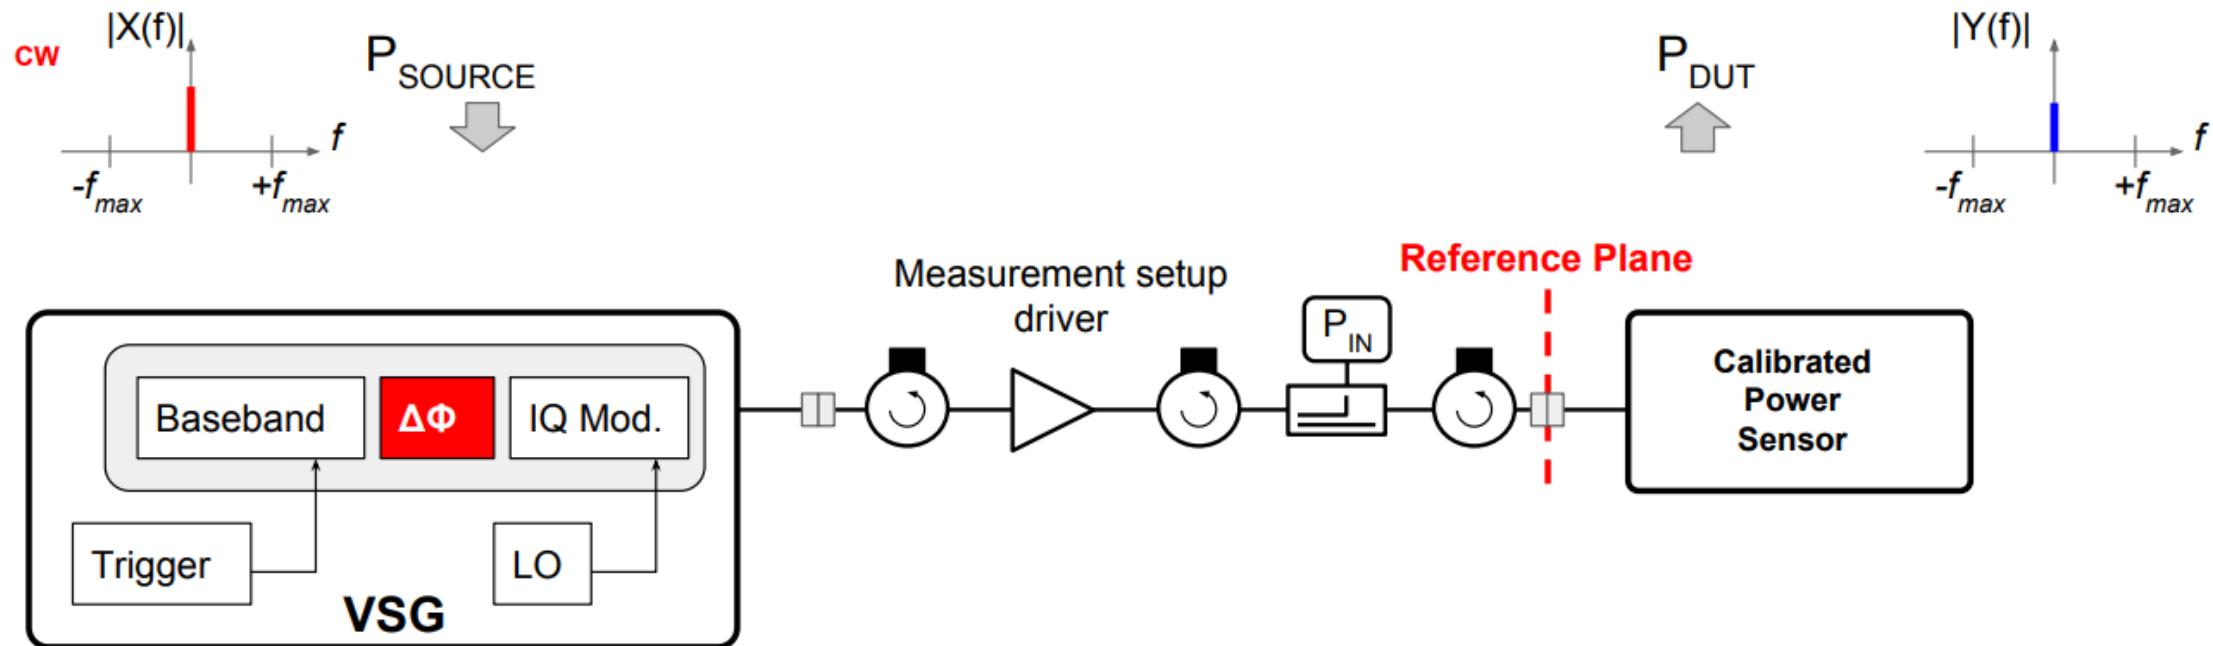 CW
|X(f)|
f
-fmax
+fmax
PSOURCE
PDUT
|Y(f)|
f
-fmax
+fmax
Measurement setup
driver
Reference Plane
PIN
Baseband
ΔΦ
IQ Mod.
Trigger
LO
VSG
Calibrated
Power
Sensor